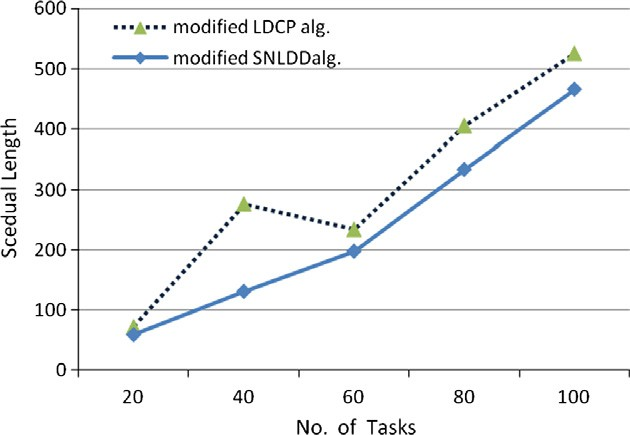 600
modified LDCP alg.
modified SNLDDalg.
500
400
300
200
100
0
Scedual Length
20 40 60 80 100
No. of Tasks